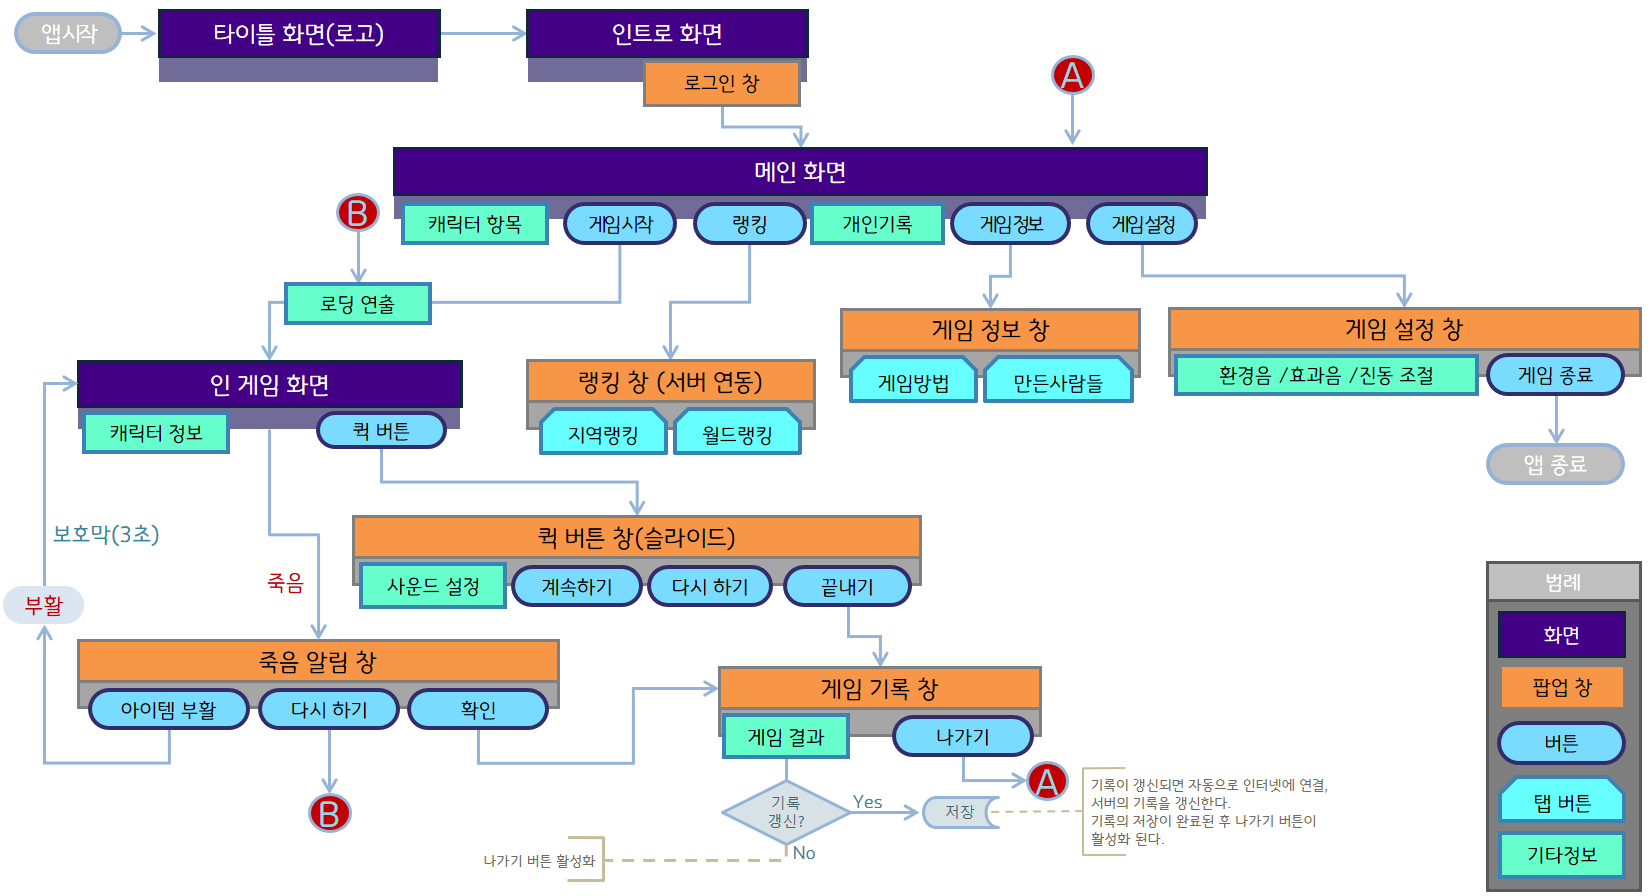 앱시작
타이틀 화면(로고)
인트로 화면
로그인 창
A
메인 화면
캐릭터 항목
게임시작
랭킹
개인기록
게임정보
게임설정
B
로딩 연출
게임 정보 창
게임방법
만든사람들
게임 설정 창
환경음 /효과음 /진동 조절
게임 종료
앱 종료
인 게임 화면
캐릭터 정보
퀵 버튼
랭킹 창 (서버 연동)
지역랭킹
월드랭킹
보호막(3초)
부활
죽음
퀵 버튼 창(슬라이드)
사운드 설정
계속하기
다시 하기
끝내기
죽음 알림 창
아이템 부활
다시 하기
확인
B
게임 기록 창
게임 결과
나가기
A
기록
갱신?
Yes
No
저장
기록이 갱신되면 자동으로 인터넷에 연결,
서버의 기록을 갱신한다.
기록의 저장이 완료된 후 나가기 버튼이
활성화 된다.
나가기 버튼 활성화
범례
화면
팝업 창
버튼
탭 버튼
기타정보